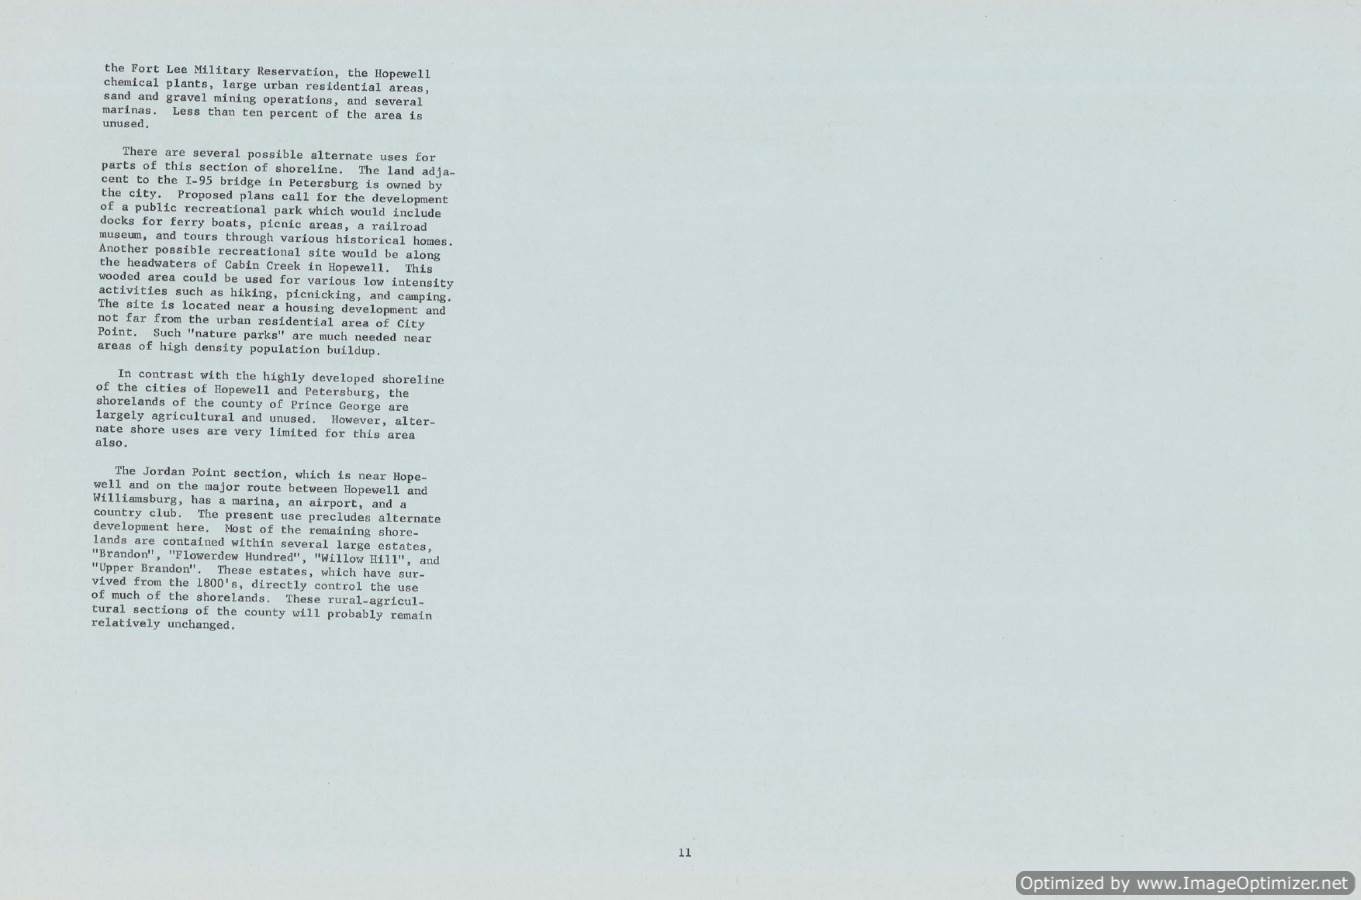 the Fort Lee Military Reservation, the Hopewell
chemical plants, large urban residential areas,
sand and gravel mining operations, and several
marinas.  Less than ten percent of the area is
unused.

There are several possible alternate uses for
parts of this section of shoreline.  The land adja-
cent to the I-95 bridge in Petersburg is owned by
the city.  Proposed plans call for the development
of a public recreational park which would include
docks for ferry boats, picnic areas, a railroad
museum, and tours through various historical homes.
Another possible recreational site would be along
the headwaters of Cabin Creek in Hopewell.  This
wooded area could be used for various low intensity
activities such as hiking, picnicking, and camping.
The site is located near a housing development and
not far from the urban residential area of City
Point.  Such "nature parks" are much needed near
areas of high density population buildup.

In contrast with the highly developed shoreline
of the cities of Hopewell and Petersburg, the
shorelands of the county of Prince George are
largely agricultural and unused.  However, alter-
nate shore uses are very limited for this area
also.

The Jordan Point section, which is near Hope-
well and on the major route between Hopewell and
Williamsburg, has a marina, an airport, and a
country club.  The present use precludes alternate
development here.  Most of the remaining shore-
lands are contained within several large estates,
"Brandon", "Flowerdew Hundred", "Willow Hill", and
"Upper Brandon".  These estates, which have sur-
vived from the 1800's, directly control the use
of much of the shorelands.  These rural-agricul-
tural sections of the county will probably remain
relatively unchanged.

11
Optimized by www.ImageOptimizer.net